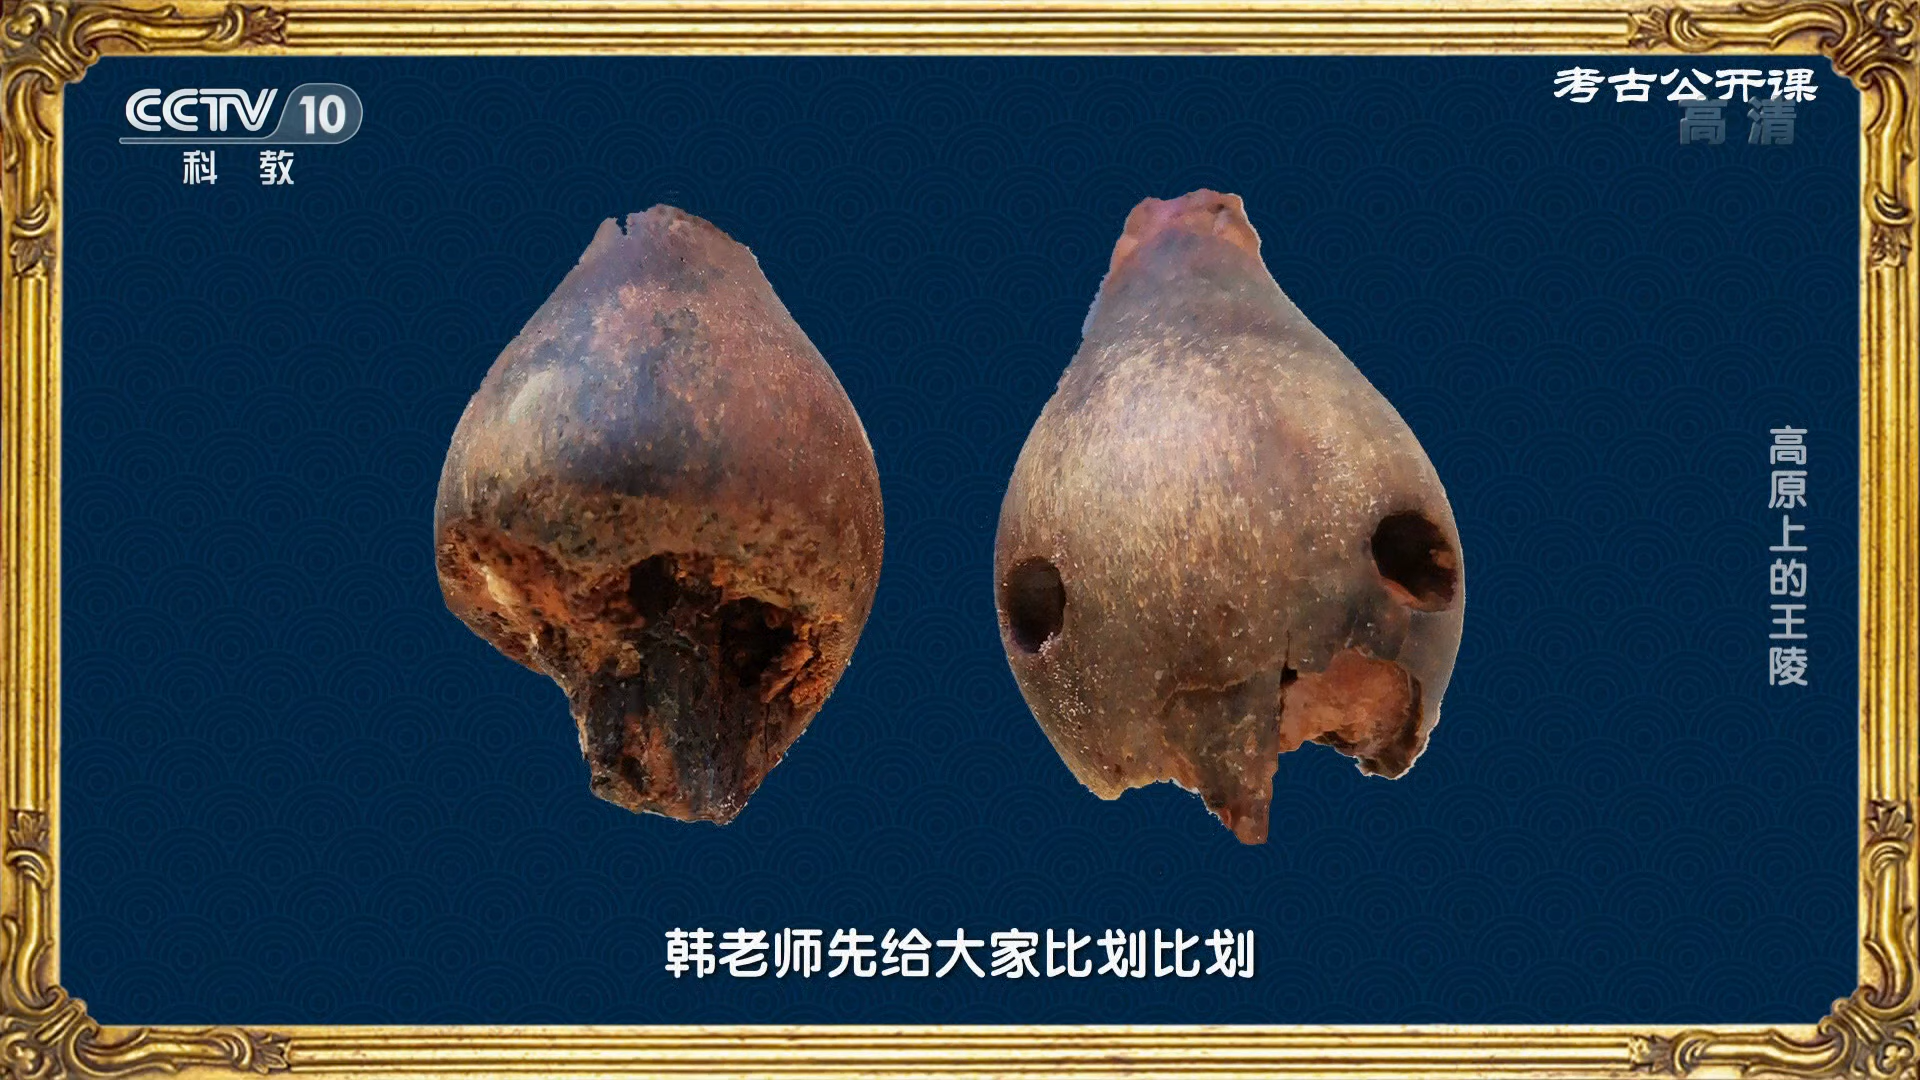 CCTV 10
科 教
考古公开课
高清
高原上的王陵
韩老师先给大家比划比划